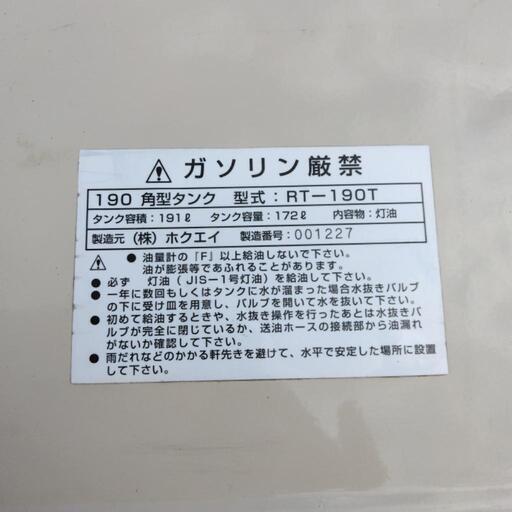 ガソリン厳禁
190 角型タンク 型式：RT－190T
タンク容積：191ℓ タンク容量：172ℓ 内容物：灯油
製造元（株）ホクエイ 製造番号：001227
● 油量計の『F』以上給油しないで下さい。
油が膨張等であふれることがあります。
● 必ず 灯油（JIS－1号灯油）を給油して下さい。
● 一年に数回もしくはタンクに水が溜まった場合水抜きバルブ
の下に受け皿を用意し、バルブを開いて水を抜いて下さい。
● 初めて給油するときや、水抜き操作を行ったあとは水抜きバ
ルブが完全に閉じているか、送油ホースの接続部から油漏れ
がないか確認して下さい。
● 雨だれなどのかかる軒先きを避けて、水平で安定した場所に設置
して下さい。